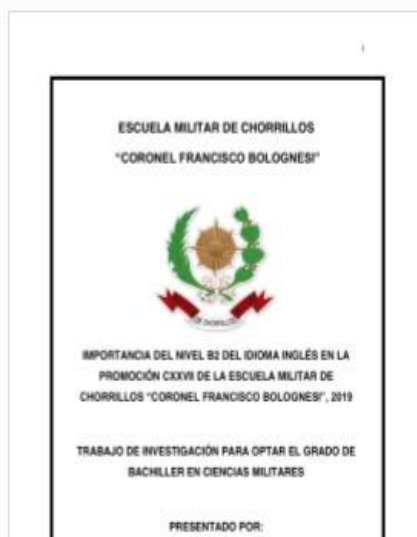 ESCUELA MILITAR DE CHORRILLOS
“CORONEL FRANCISCO BOLOGNESI”
DE CHORRILLOS
IMPORTANCIA DEL NIVEL B2 DEL IDIOMA INGLÉS EN LA
PROMOCIÓN CXXVII DE LA ESCUELA MILITAR DE
CHORRILLOS “CORONEL FRANCISCO BOLOGNESI”, 2019
TRABAJO DE INVESTIGACIÓN PARA OPTAR EL GRADO DE
BACHILLER EN CIENCIAS MILITARES
PRESENTADO POR: